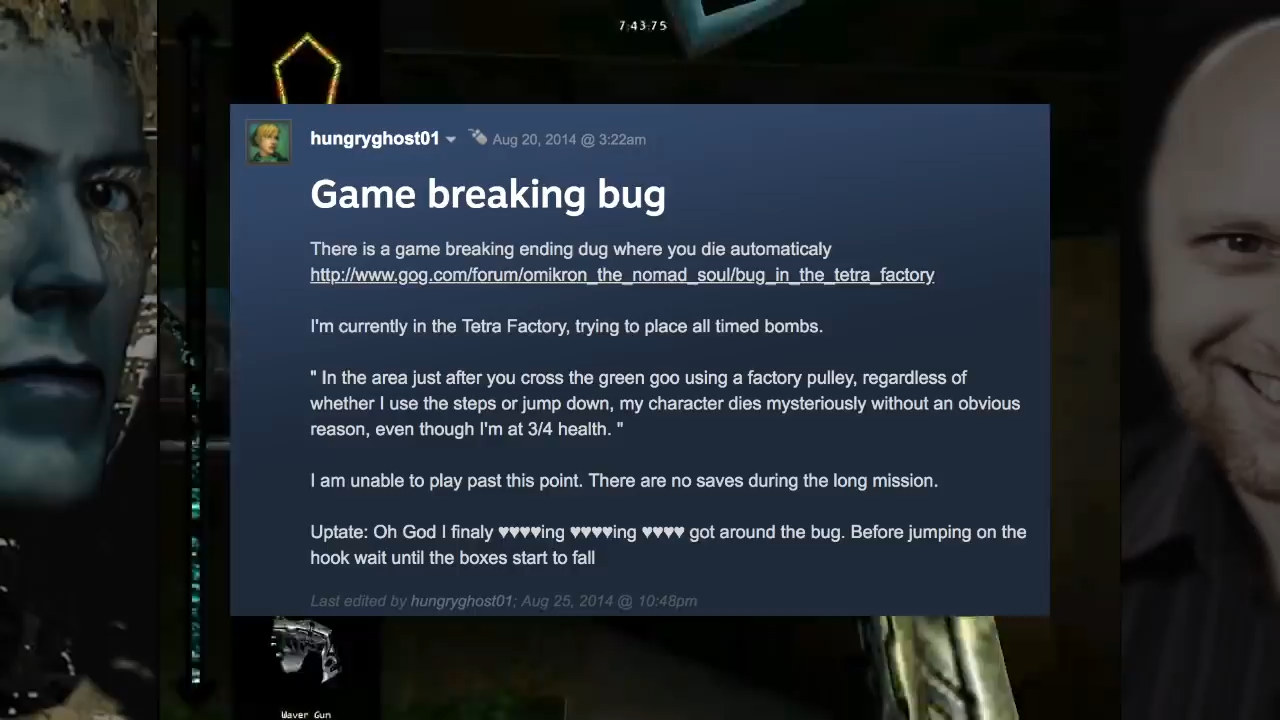 7:43:75
hungryghost01 Aug 20, 2014 @ 3:22am
Game breaking bug
There is a game breaking ending dug where you die automaticaly
http://www.gog.com/forum/omikron_the_nomad_soul/bug_in_the_tetra_factory
I'm currently in the Tetra Factory, trying to place all timed bombs.
" In the area just after you cross the green goo using a factory pulley, regardless of
whether I use the steps or jump down, my character dies mysteriously without an obvious
reason, even though I'm at 3/4 health. "
I am unable to play past this point. There are no saves during the long mission.
Uptate: Oh God I finaly ♥♥♥♥ing ♥♥♥♥ing ♥♥♥♥ got around the bug. Before jumping on the
hook wait until the boxes start to fall
Last edited by hungryghost01; Aug 25, 2014 @ 10:48pm
Waver Gun